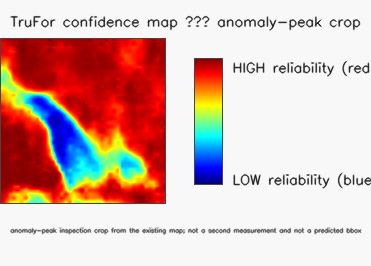 TruFor confidence map ??? anomaly-peak crop
HIGH reliability (red
LOW reliability (blue
anomaly-peak inspection crop from the existing map; not a second measurement and not a predicted bbox